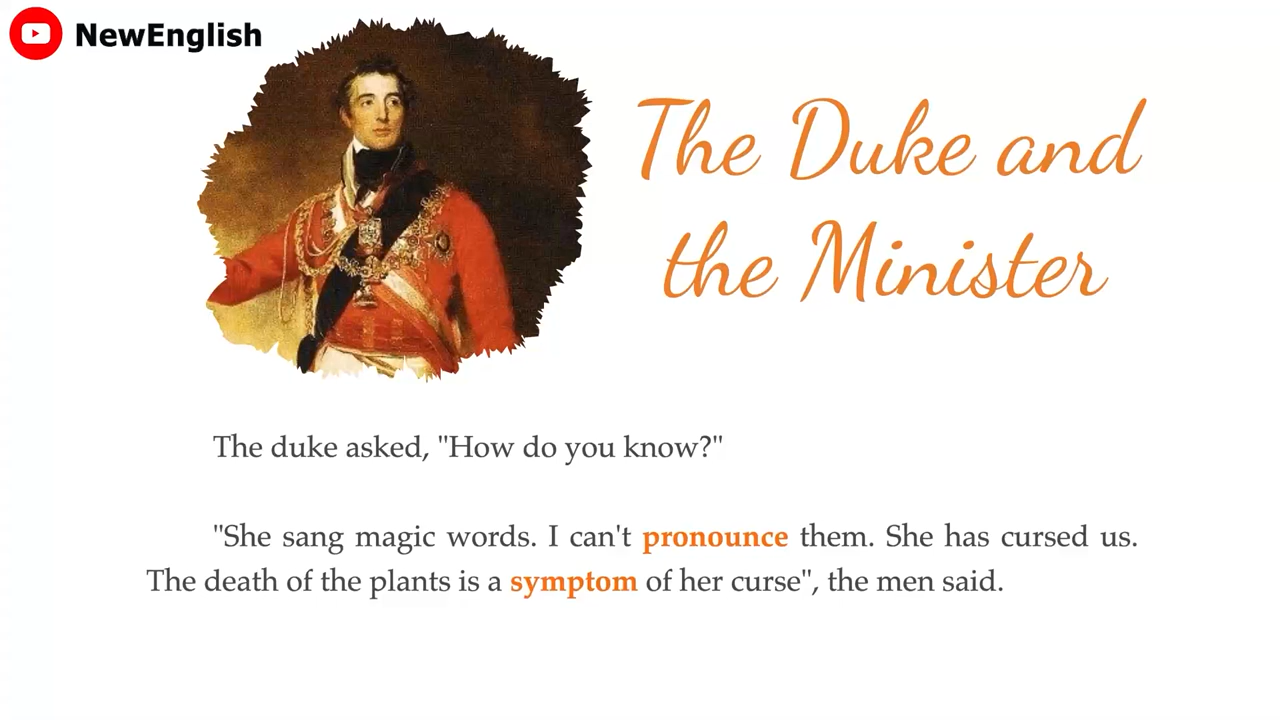 NewEnglish
The Duke and
the Minister
The duke asked, "How do you know?"
"She sang magic words. I can't pronounce them. She has cursed us.
The death of the plants is a symptom of her curse", the men said.